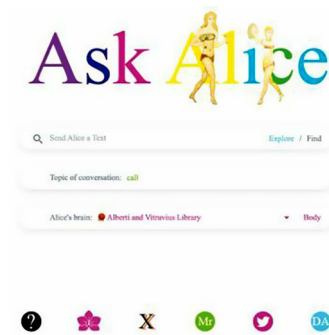 Ask Alice
Send Alice a Text Explore / Find
Topic of conversation: call
Alice's brain: Alberti and Vitruvius Library Body
? X Mr DA